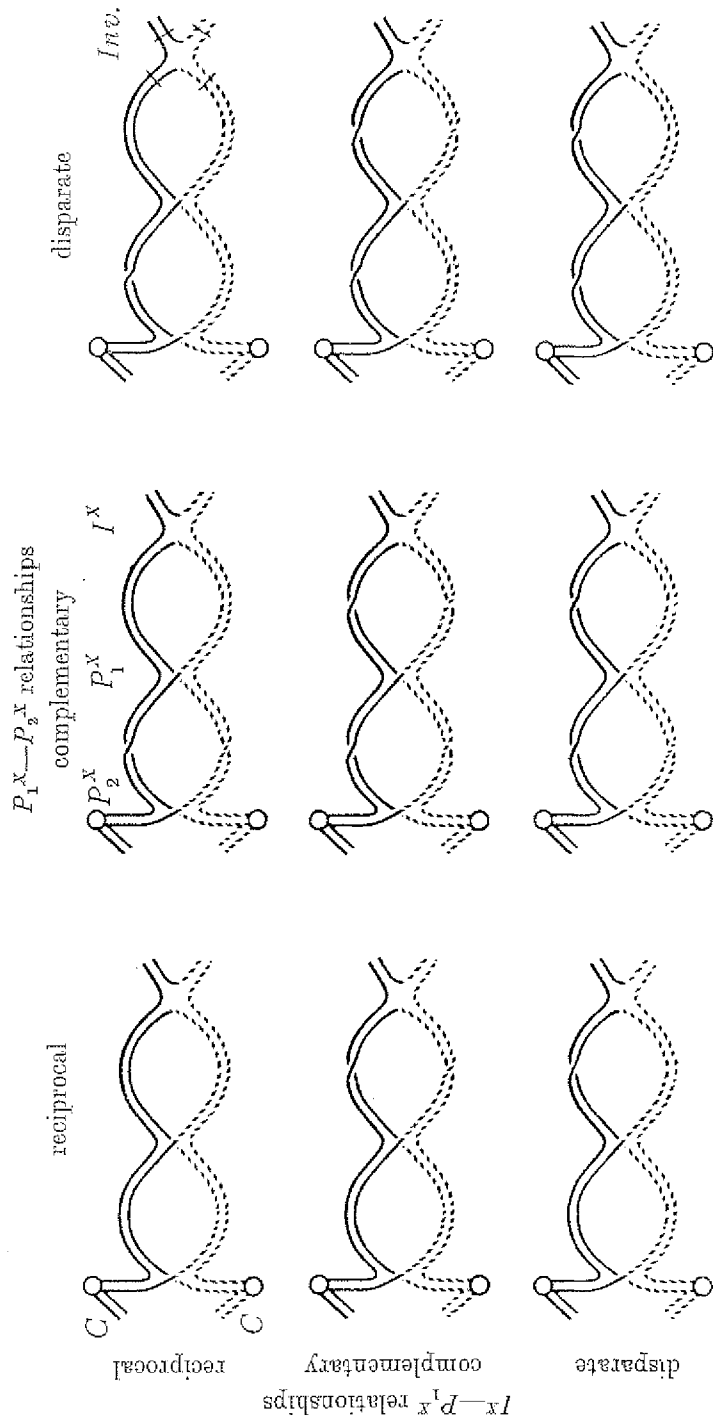 P₁ˣ—P₂ˣ relationships
reciprocal complementary disparate
Iˣ—P₁ˣ relationships
reciprocal
complementary
disparate
C
C
P₂ˣ P₁ˣ Iˣ
Inv.